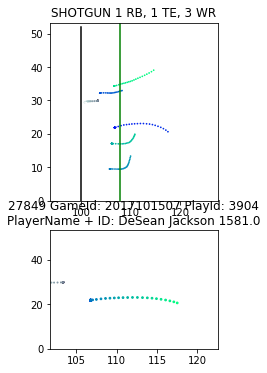 SHOTGUN 1 RB, 1 TE, 3 WR
50
40
30
20
10
0
100 110 120
27849 GameId: 2017101507 PlayId: 3904
PlayerName + ID: DeSean Jackson 1581.0
40
20
0
105 110 115 120